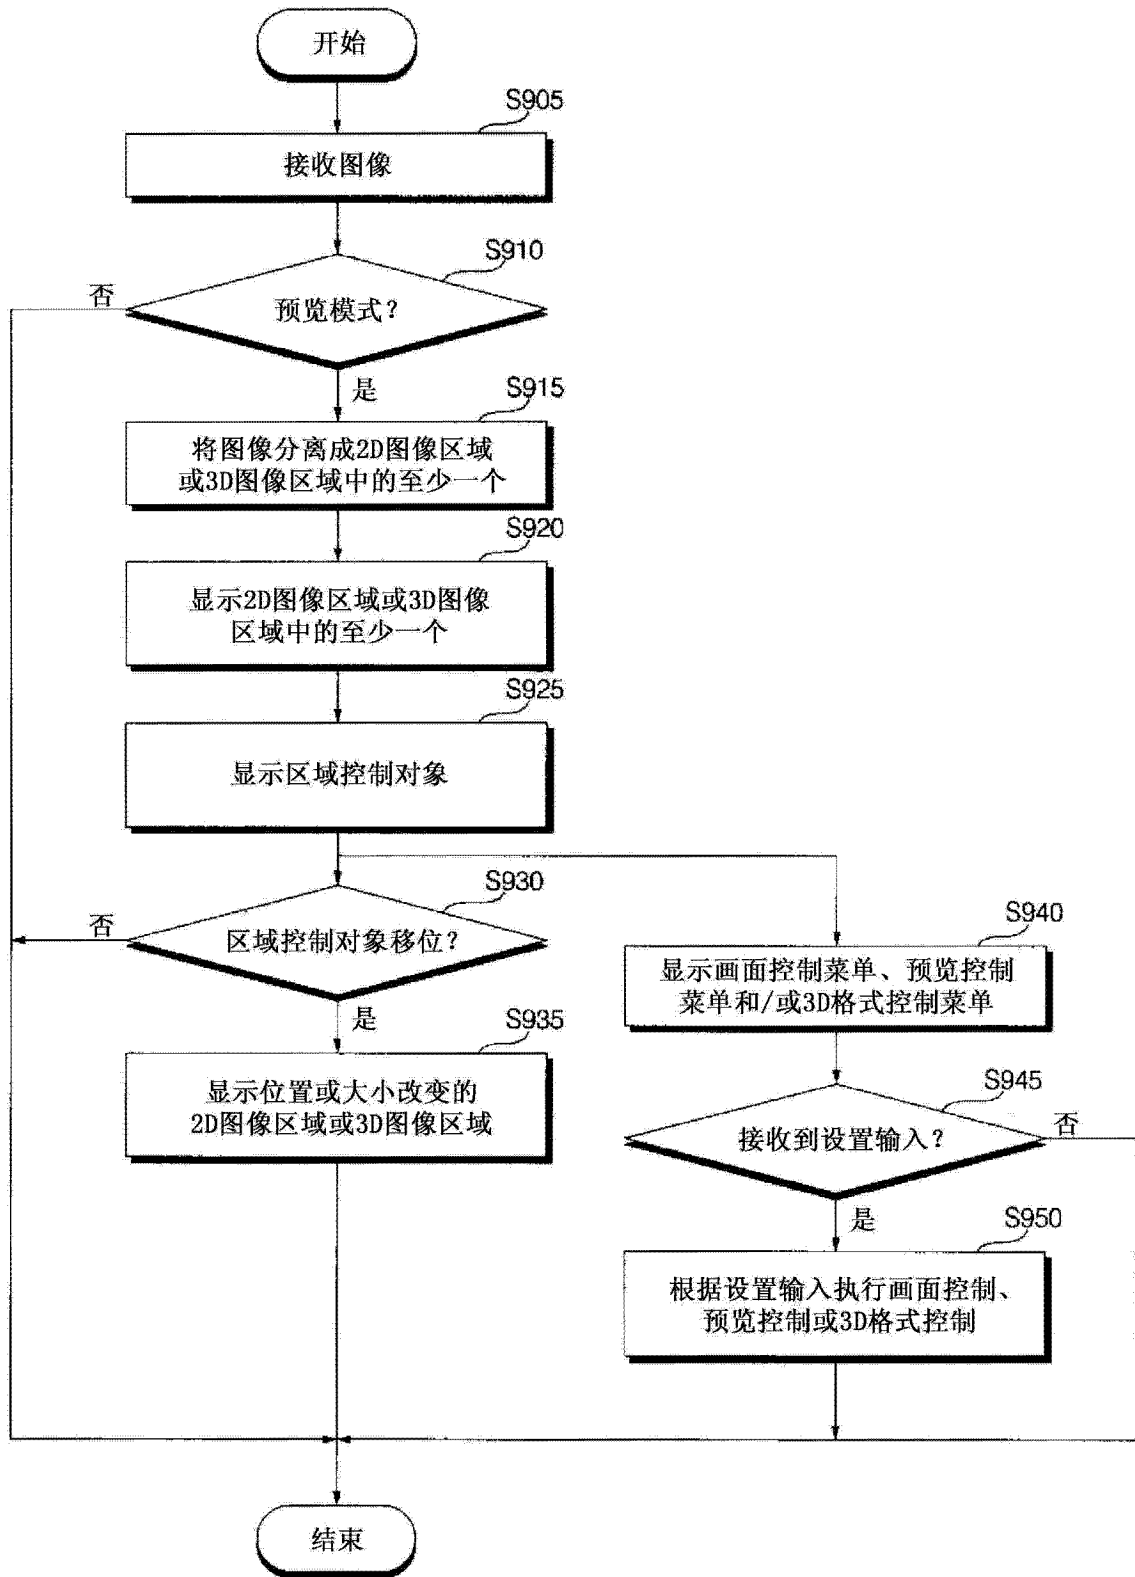 开始
S905
接收图像
S910
否
预览模式？
是
S915
将图像分离成2D图像区域
或3D图像区域中的至少一个
S920
显示2D图像区域或3D图像
区域中的至少一个
S925
显示区域控制对象
S930
否
区域控制对象移位？
是
S935
显示位置或大小改变的
2D图像区域或3D图像区域
S940
显示画面控制菜单、预览控制
菜单和/或3D格式控制菜单
S945
接收到设置输入？
否
是
S950
根据设置输入执行画面控制、
预览控制或3D格式控制
结束